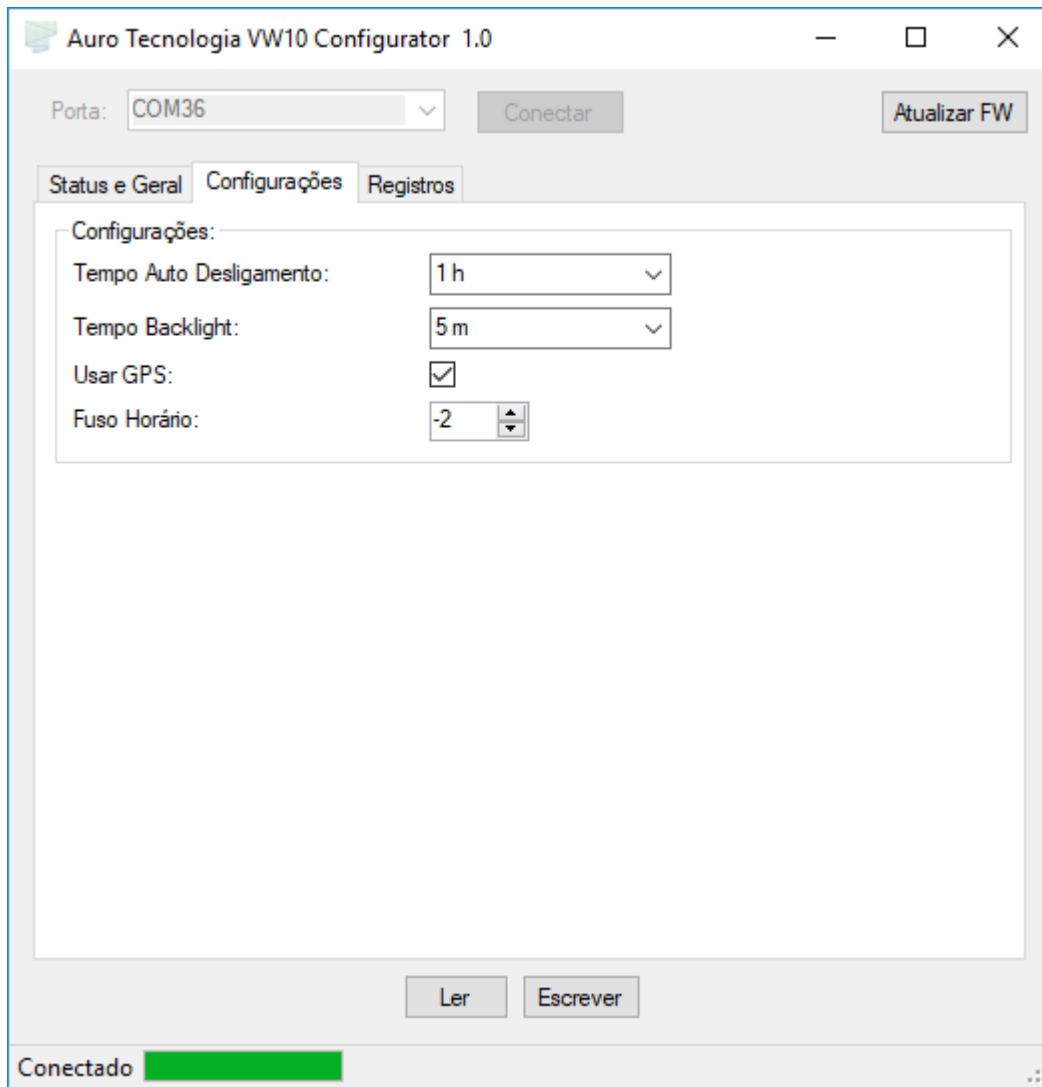 Auro Tecnologia VW10 Configurator 1.0
Porta: COM36 Conectar Atualizar FW
Status e Geral Configurações Registros
Configurações:
Tempo Auto Desligamento: 1 h
Tempo Backlight: 5 m
Usar GPS:
Fuso Horário: -2
Ler Escrever
Conectado